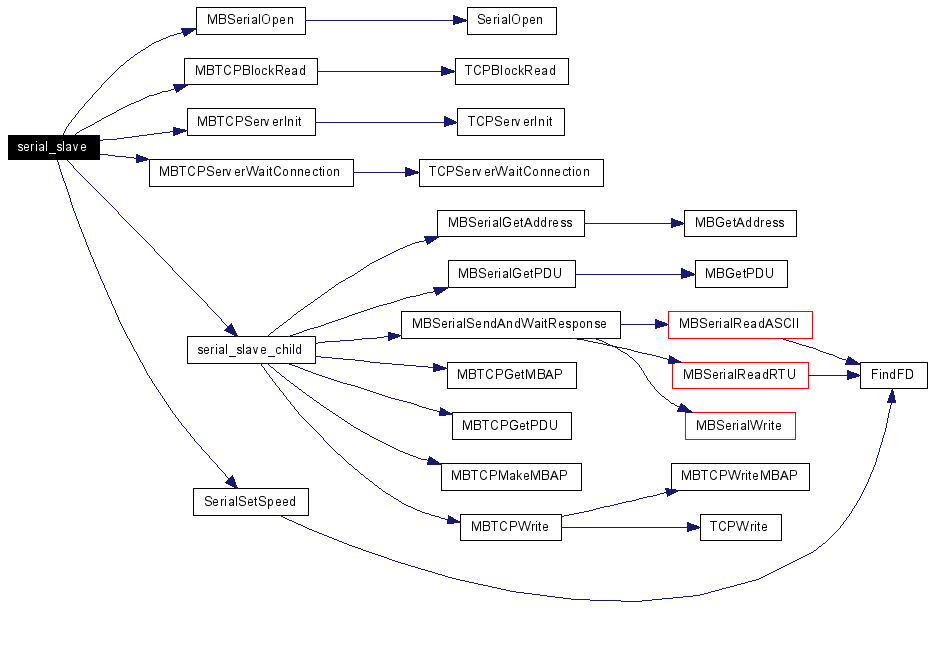 MBSerialOpen
SerialOpen
MBTCPBlockRead
TCPBlockRead
MBTCPServerInit
TCPServerInit
serial_slave
MBTCPServerWaitConnection
TCPServerWaitConnection
MBSerialGetAddress
MBGetAddress
MBSerialGetPDU
MBGetPDU
MBSerialSendAndWaitResponse
MBSerialReadASCII
serial_slave_child
MBTCPGetMBAP
MBSerialReadRTU
FindFD
MBTCPGetPDU
MBSerialWrite
MBTCPMakeMBAP
MBTCPWriteMBAP
SerialSetSpeed
MBTCPWrite
TCPWrite